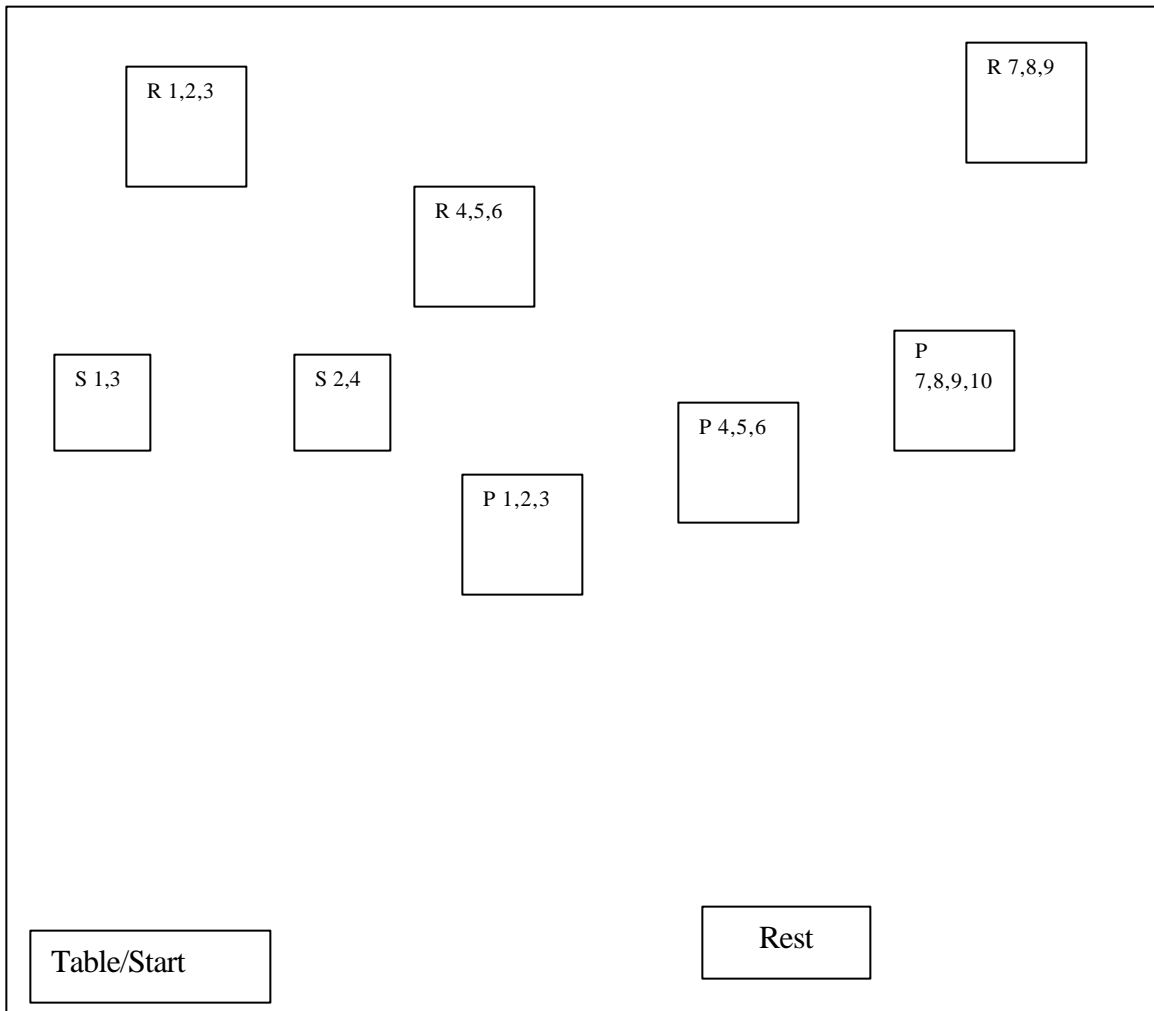 R 1,2,3
R 7,8,9
R 4,5,6
S 1,3
S 2,4
P
7,8,9,10
P 4,5,6
P 1,2,3
Table/Start
Rest